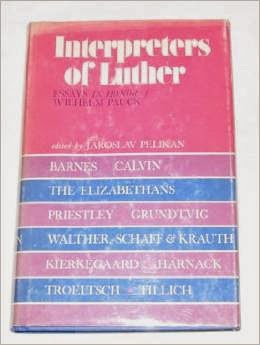 Interpreters
of Luther
ESSAYS IN HONOR OF
WILHELM PAUCK
edited by JAROSLAV PELIKAN
BARNES CALVIN
THE ELIZABETHANS
PRIESTLEY GRUNDTVIG
WALTHER, SCHAFF & KRAUTH
KIERKEGAARD HARNACK
TROELTSCH TILLICH